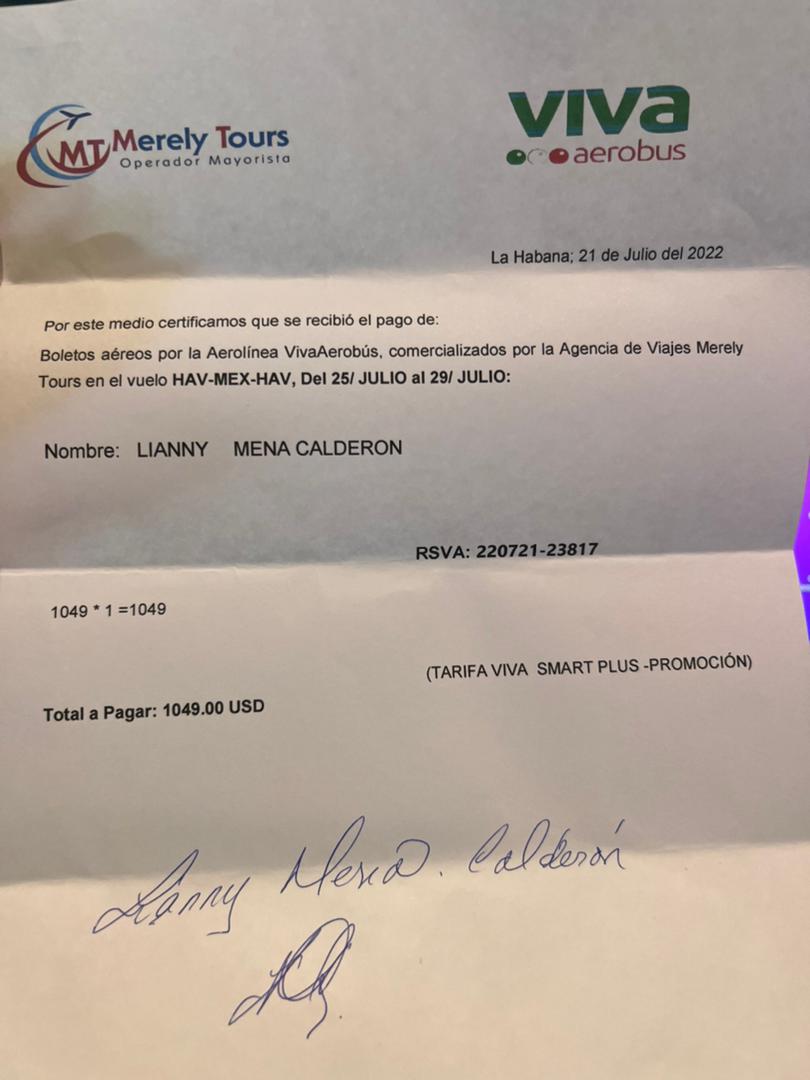 MT Merely Tours
Operador Mayorista
viva
aerobus
La Habana; 21 de Julio del 2022
Por este medio certificamos que se recibió el pago de:
Boletos aéreos por la Aerolínea VivaAerobús, comercializados por la Agencia de Viajes Merely
Tours en el vuelo HAV-MEX-HAV, Del 25/ JULIO al 29/ JULIO:
Nombre: LIANNY MENA CALDERON
RSVA: 220721-23817
1049 * 1 =1049
(TARIFA VIVA SMART PLUS -PROMOCIÓN)
Total a Pagar: 1049.00 USD
Lianny Mena. Calderón